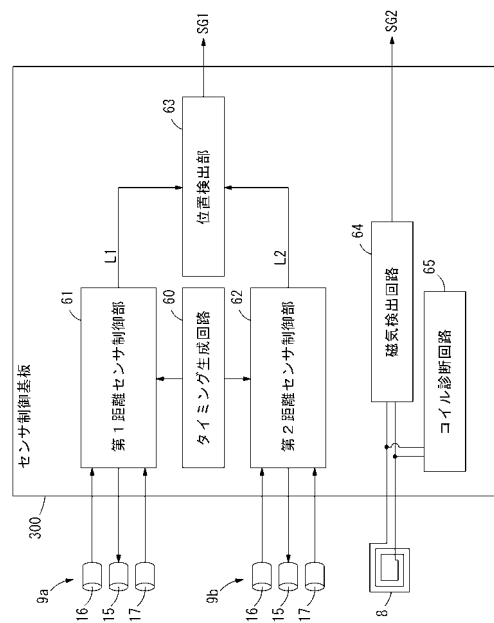 センサ制御基板
300
SG1
SG2
63
位置検出部
L1
L2
61
第1距離センサ制御部
60
タイミング生成回路
62
第2距離センサ制御部
64
磁気検出回路
65
コイル診断回路
9a
16
15
17
9b
16
15
17
8